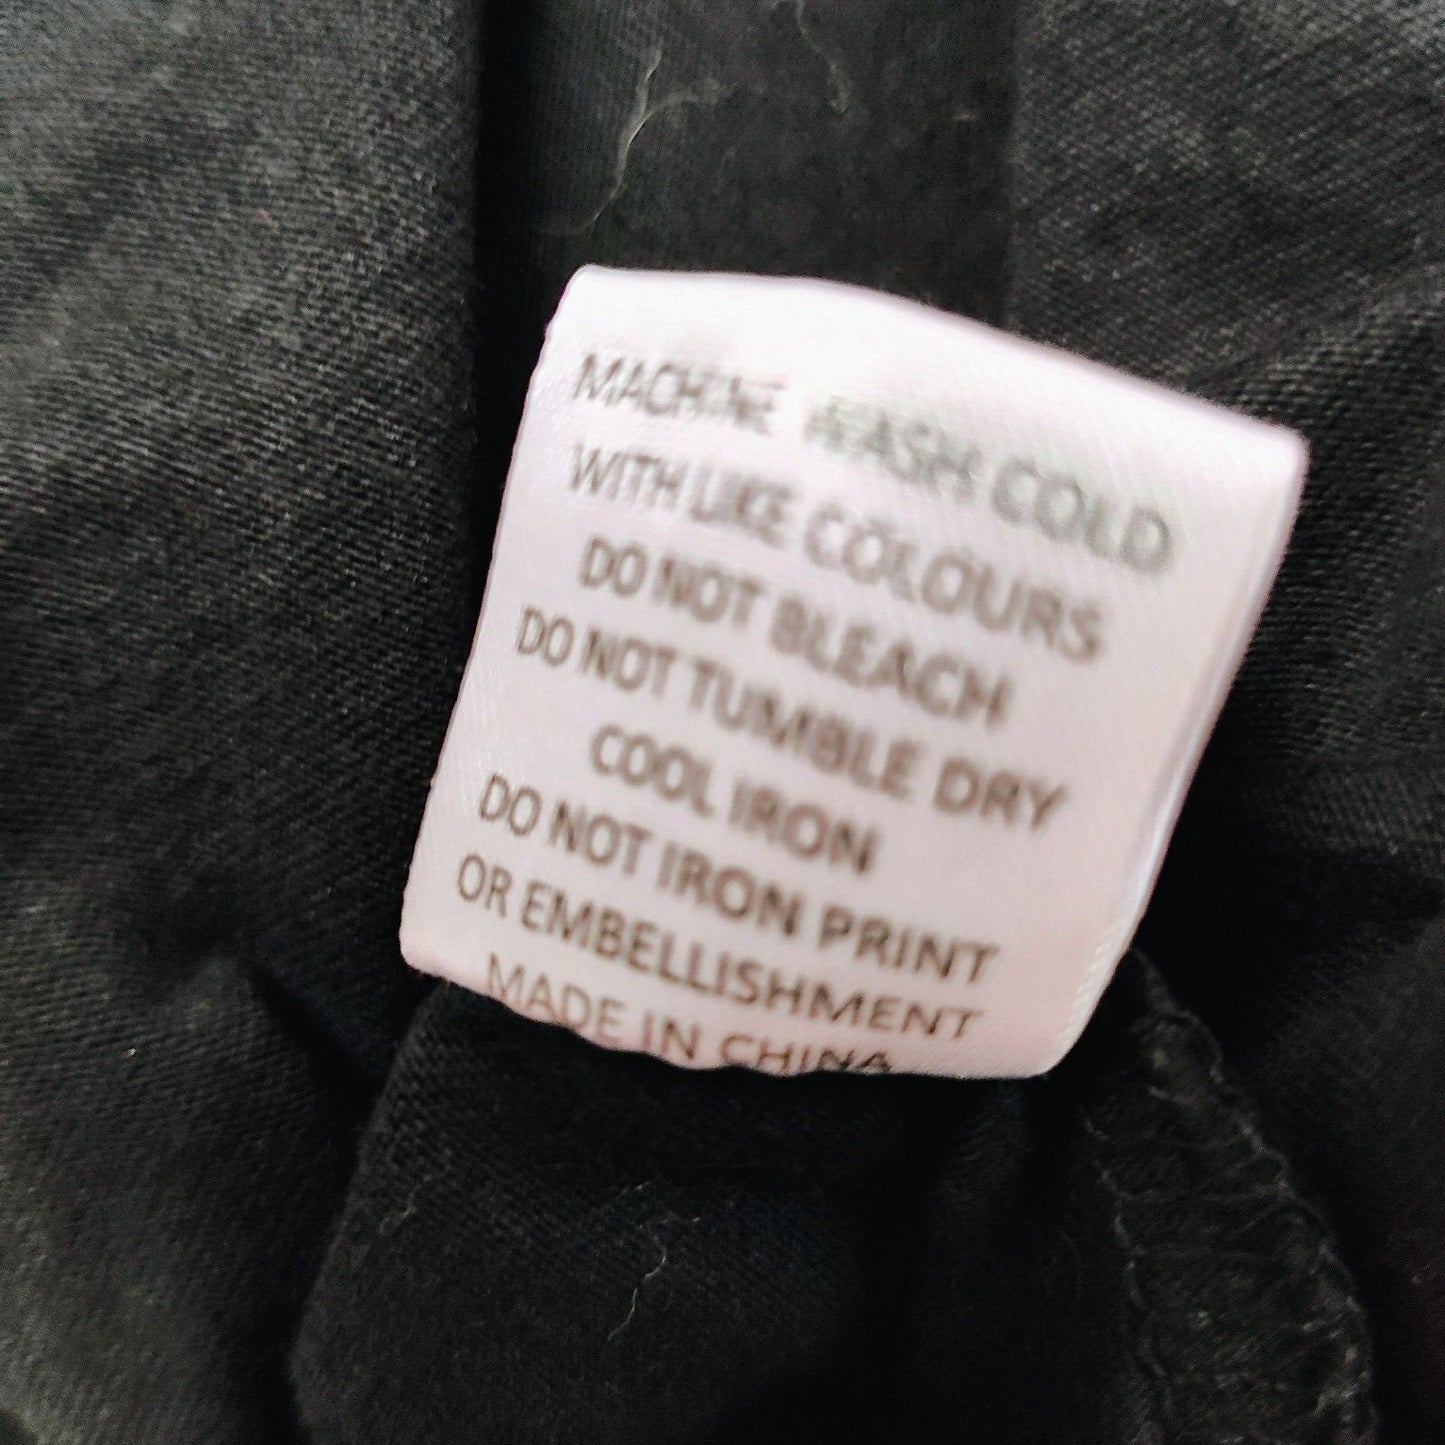 MACHINE WASH COLD
WITH LIKE COLOURS
DO NOT BLEACH
DO NOT TUMBLE DRY
COOL IRON
DO NOT IRON PRINT
OR EMBELLISHMENT
MADE IN CHINA